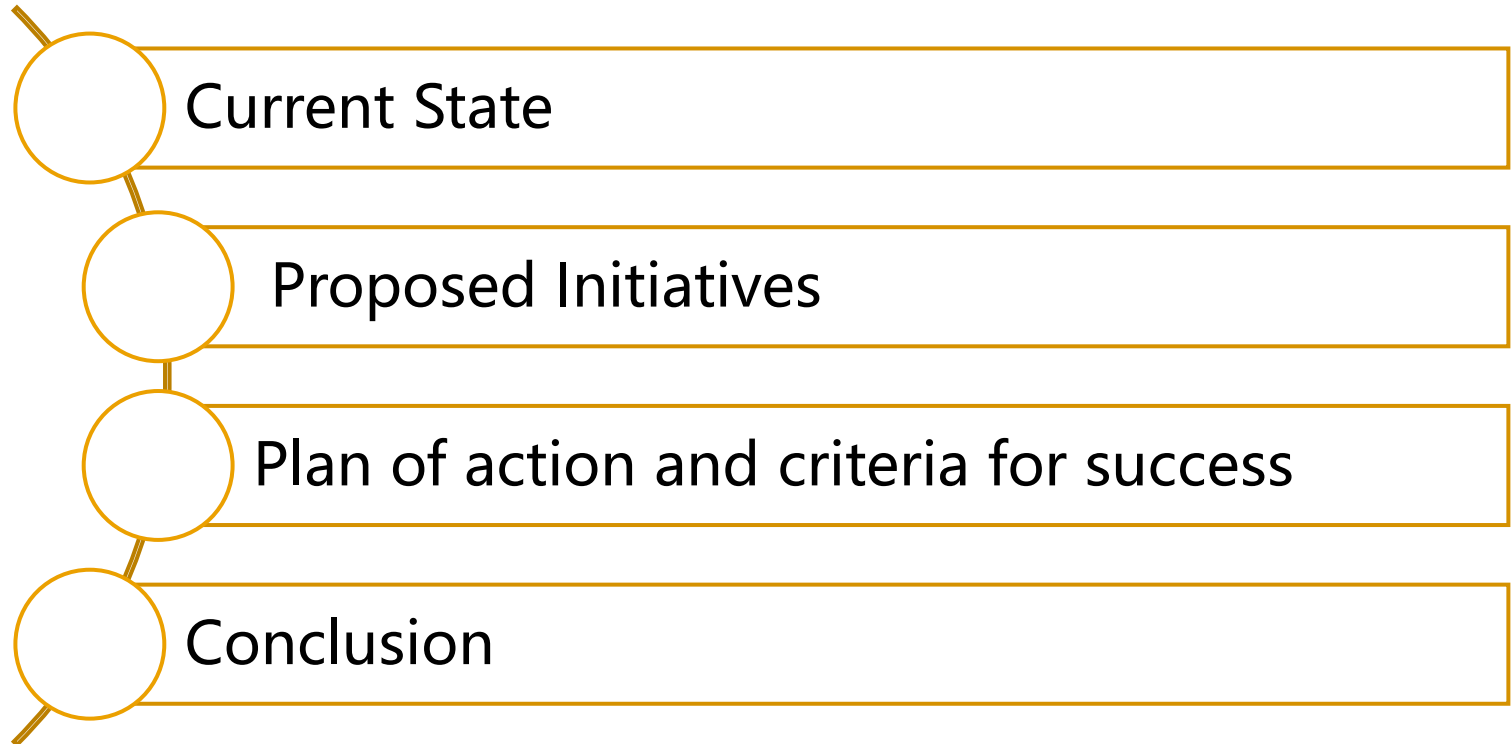 Current State
Proposed Initiatives
Plan of action and criteria for success
Conclusion